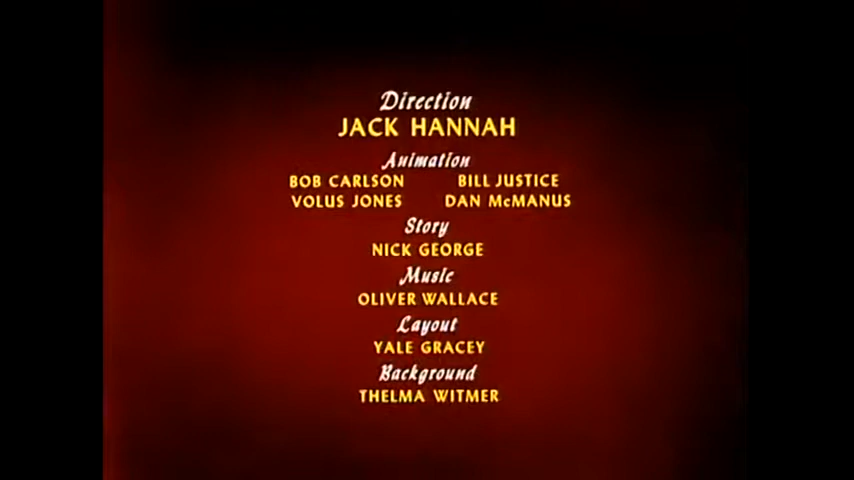 Direction
JACK HANNAH
Animation
BOB CARLSON BILL JUSTICE
VOLUS JONES DAN McMANUS
Story
NICK GEORGE
Music
OLIVER WALLACE
Layout
YALE GRACEY
Background
THELMA WITMER